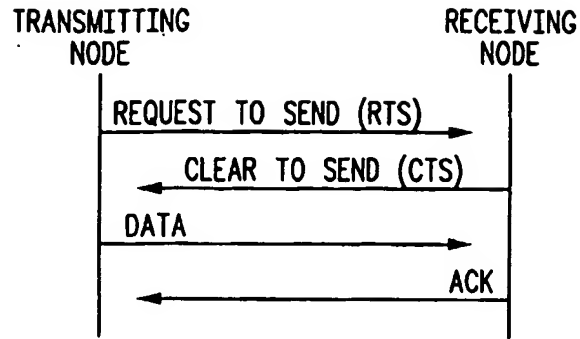 TRANSMITTING
NODE
RECEIVING
NODE
REQUEST TO SEND (RTS)
CLEAR TO SEND (CTS)
DATA
ACK